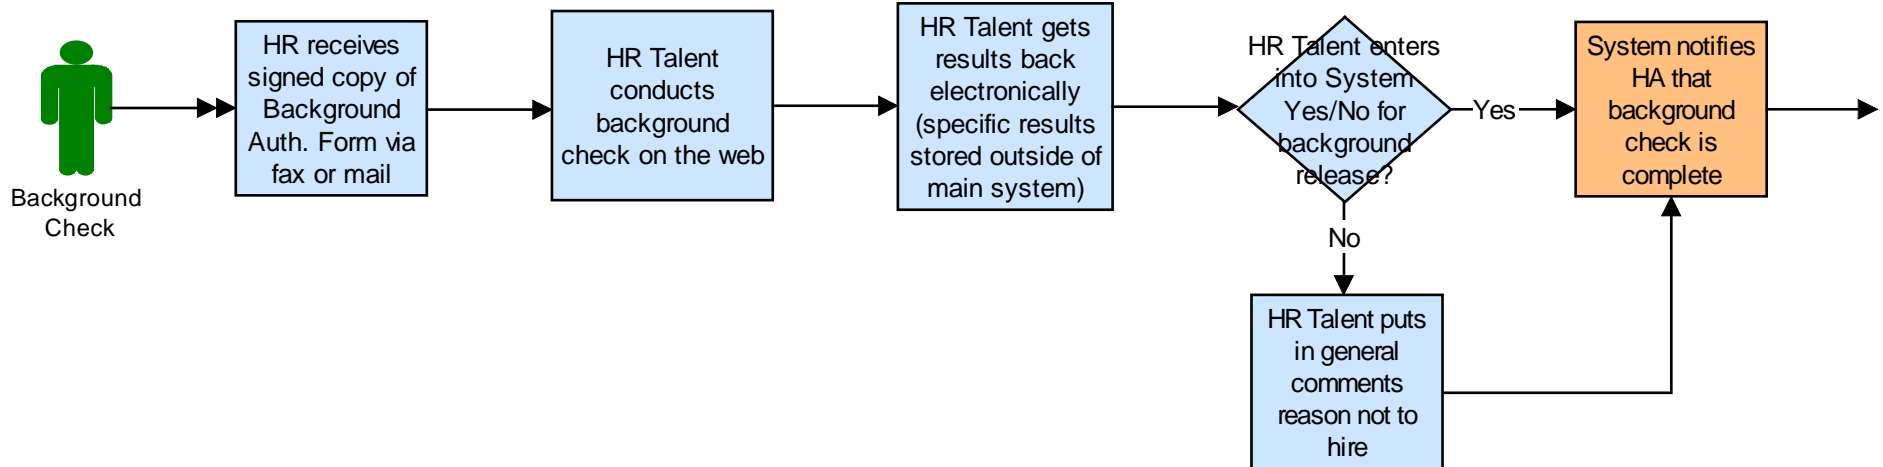 Background
Check
HR receives
signed copy of
Background
Auth. Form via
fax or mail
HR Talent
conducts
background
check on the web
HR Talent gets
results back
electronically
(specific results
stored outside of
main system)
HR Talent enters
into System
Yes/No for
background
release?
Yes
No
HR Talent puts
in general
comments
reason not to
hire
System notifies
HA that
background
check is
complete